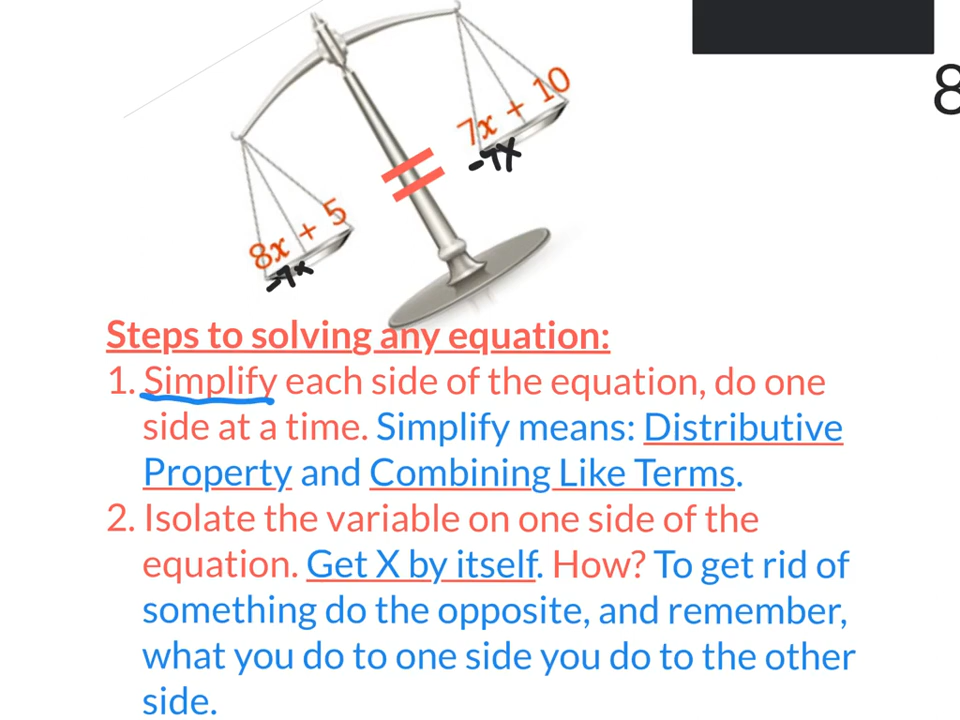 8
7x + 10
-7x
=
8x + 5
-7x
Steps to solving any equation:
1. Simplify each side of the equation, do one
side at a time. Simplify means: Distributive
Property and Combining Like Terms.
2. Isolate the variable on one side of the
equation. Get X by itself. How? To get rid of
something do the opposite, and remember,
what you do to one side you do to the other
side.